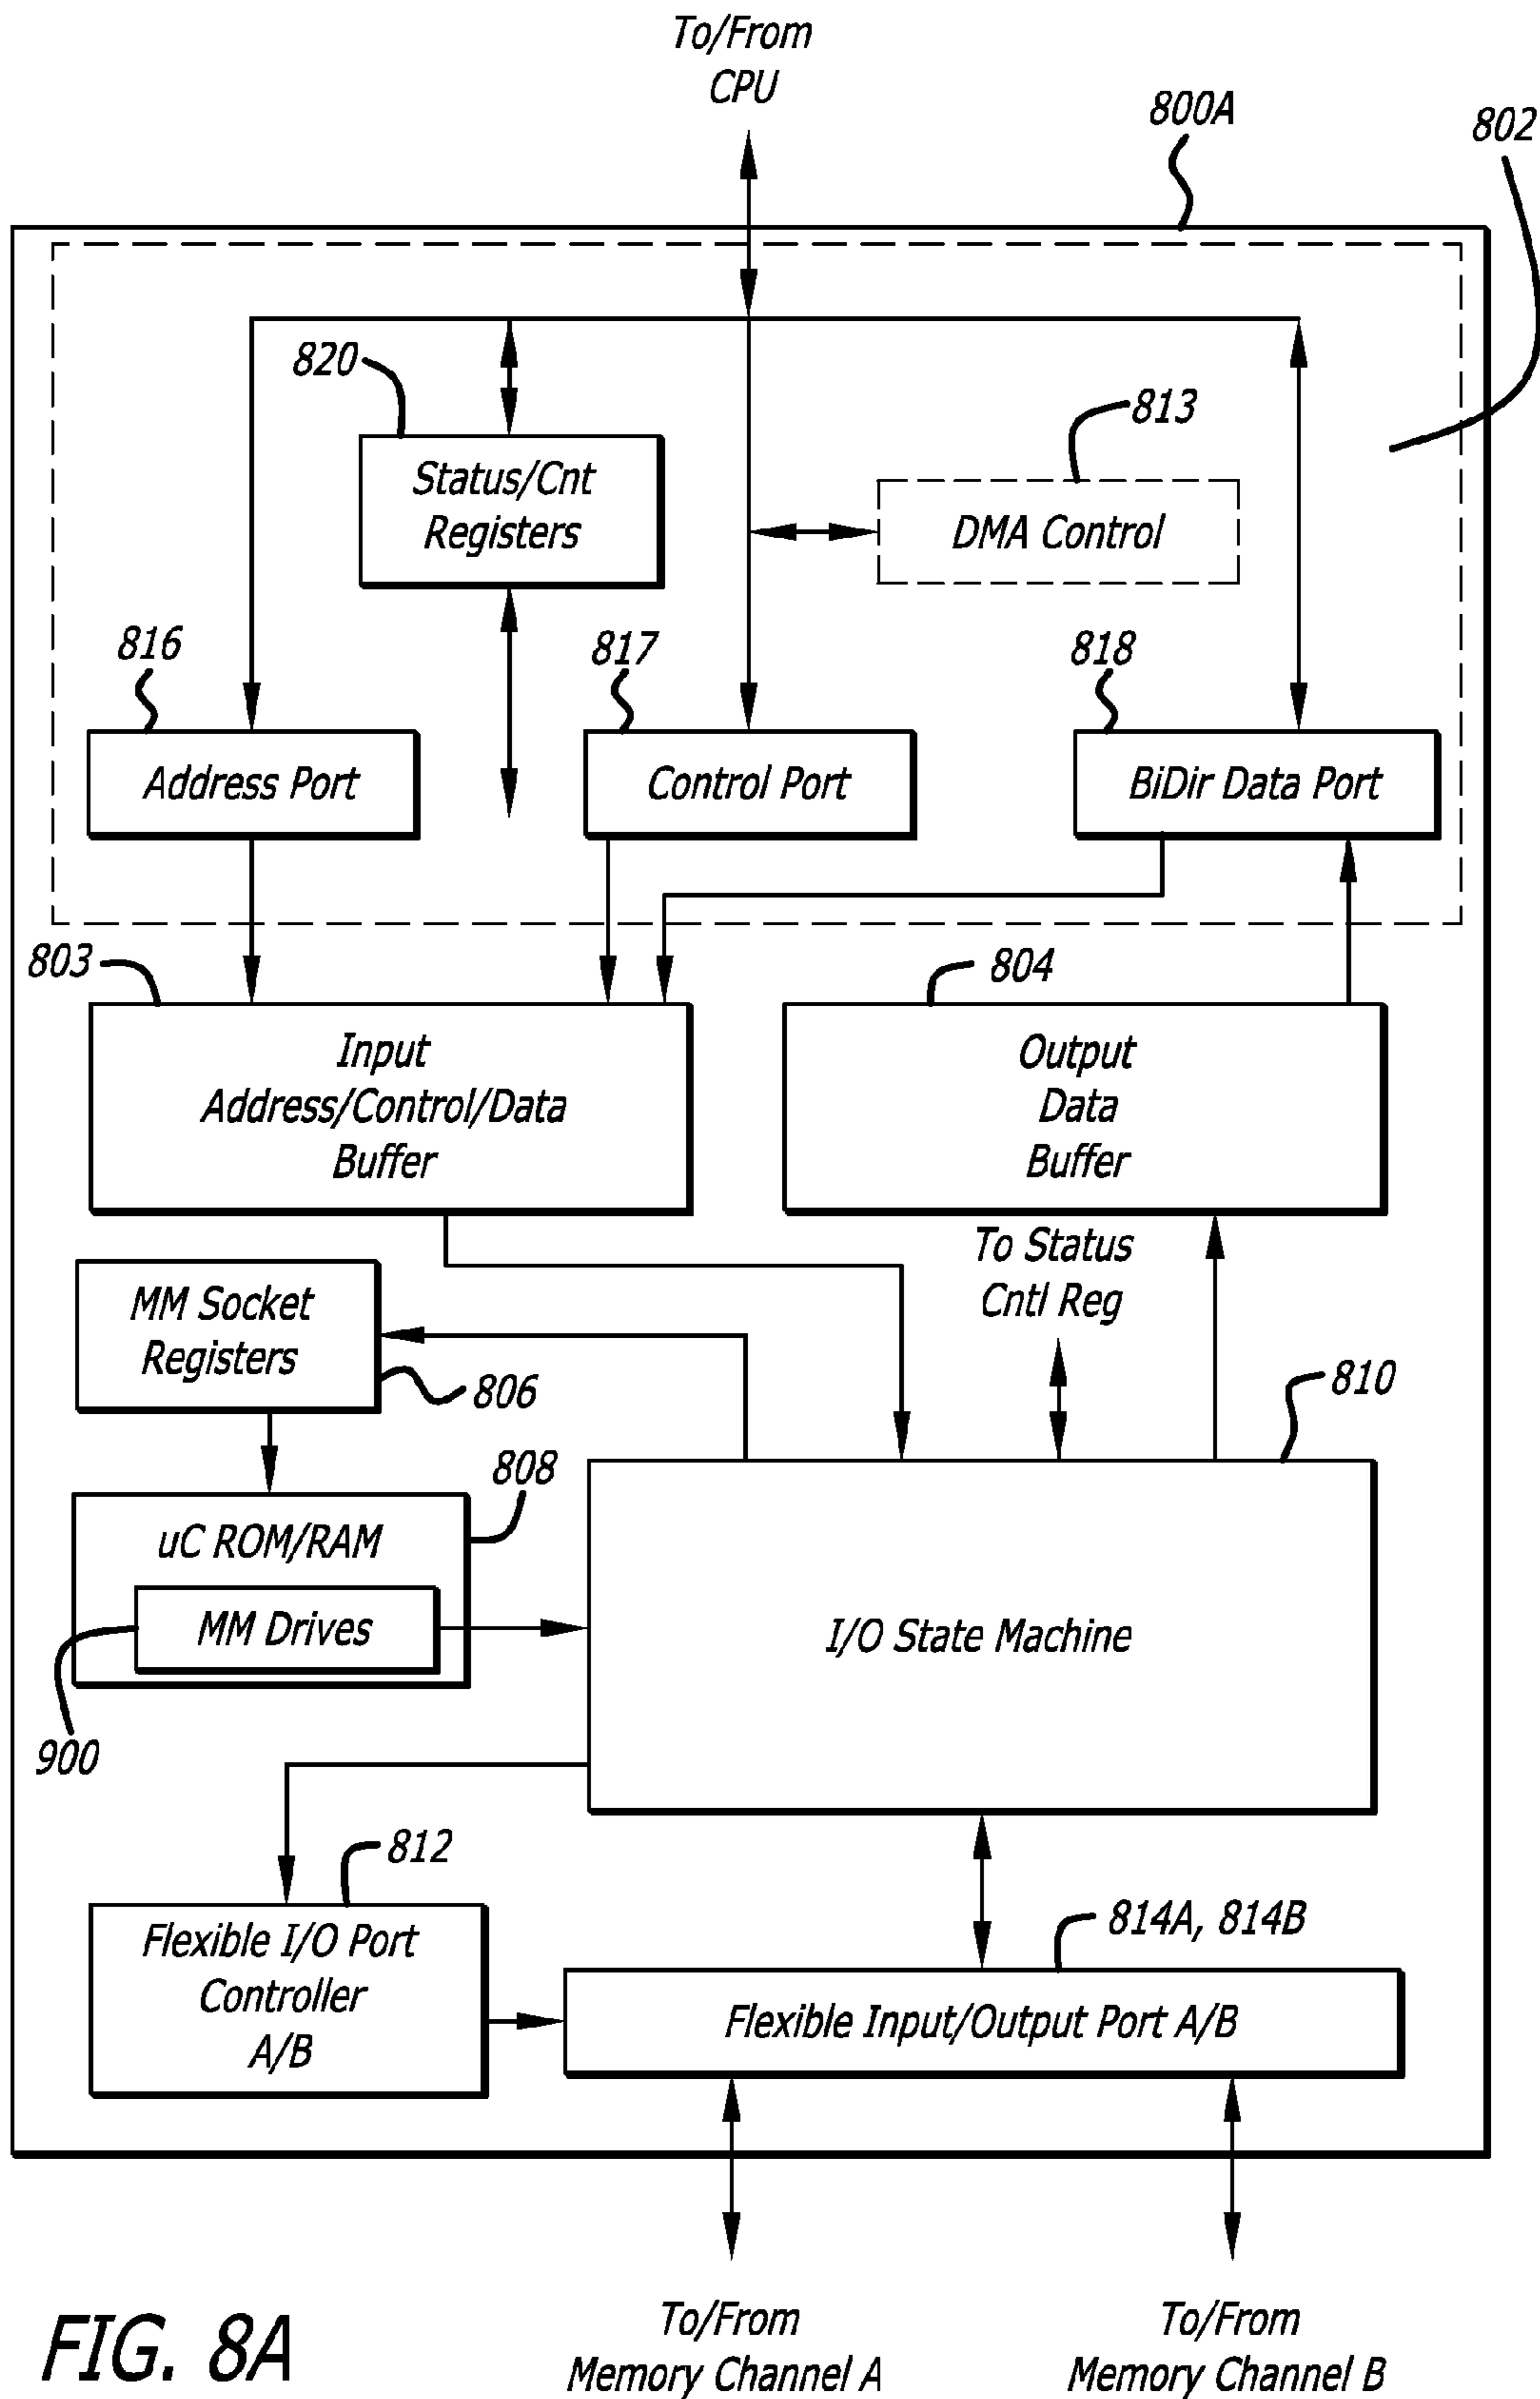 To/From
CPU
800A
802
820
813
Status/Cnt
Registers
DMA Control
816
817
818
Address Port
Control Port
BiDir Data Port
803
804
Input
Address/Control/Data
Buffer
Output
Data
Buffer
To Status
Cntl Reg
MM Socket
Registers
806
810
808
uC ROM/RAM
MM Drives
I/O State Machine
900
812
Flexible I/O Port
Controller
A/B
814A, 814B
Flexible Input/Output Port A/B
To/From
Memory Channel A
To/From
Memory Channel B
FIG. 8A